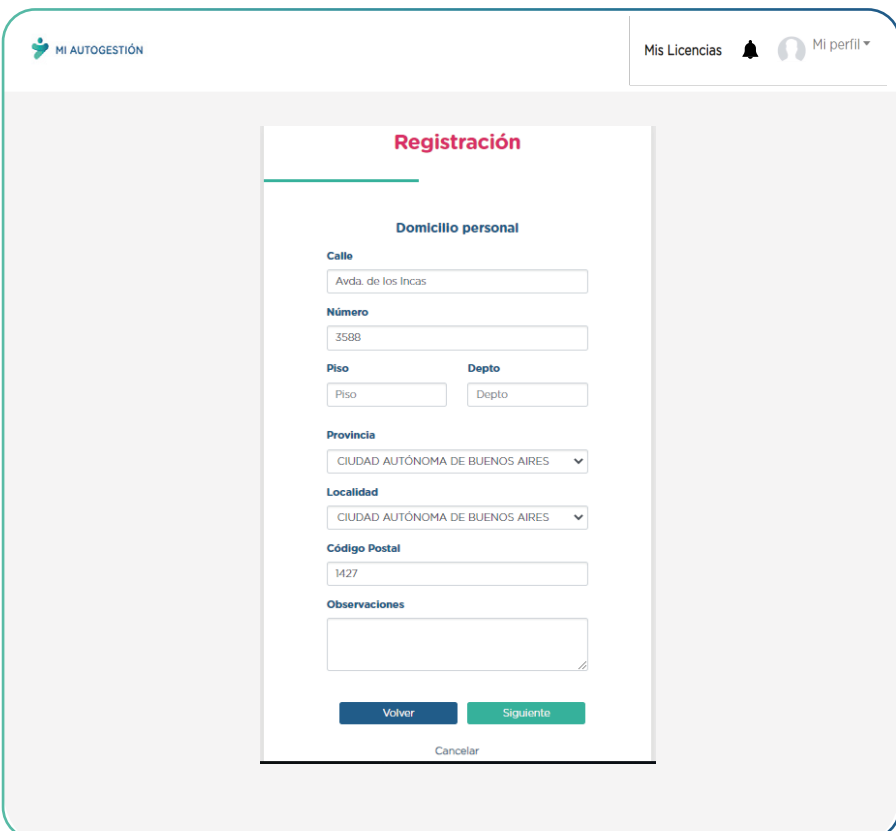 MI AUTOGESTIÓN
Mis Licencias
Mi perfil
Registración
Domicilio personal
Calle
Avda. de los Incas
Número
3588
Piso Depto
Piso Depto
Provincia
CIUDAD AUTÓNOMA DE BUENOS AIRES
Localidad
CIUDAD AUTÓNOMA DE BUENOS AIRES
Código Postal
1427
Observaciones
Volver Siguiente
Cancelar